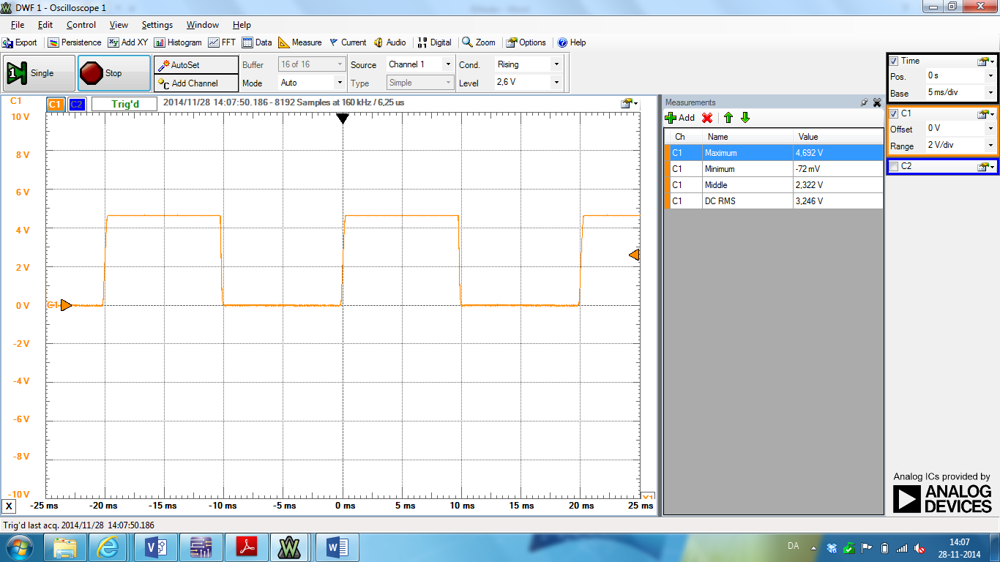 DWF 1 - Oscilloscope 1
File Edit Control View Settings Window Help
Export Persistence Add XY Histogram FFT Data Measure Current Audio Digital Zoom Options Help
1 Single Stop AutoSet Buffer 16 of 16 Source Channel 1 Cond. Rising
Add Channel Mode Auto Type Simple Level 2,6 V
C1 C1 C2 Trig'd 2014/11/28 14:07:50.186 - 8192 Samples at 160 kHz / 6,25 us
10 V
8 V
6 V
4 V
2 V
0 V
-2 V
-4 V
-6 V
-8 V
-10 V
C1
X1
X -25 ms -20 ms -15 ms -10 ms -5 ms 0 ms 5 ms 10 ms 15 ms 20 ms 25 ms
Measurements
Add
Ch Name Value
C1 Maximum 4,692 V
C1 Minimum -72 mV
C1 Middle 2,322 V
C1 DC RMS 3,246 V
Time
Pos. 0 s
Base 5 ms/div
C1
Offset 0 V
Range 2 V/div
C2
Analog ICs provided by
ANALOG
DEVICES
Trig'd last acq. 2014/11/28 14:07:50.186
DA
14:07
28-11-2014